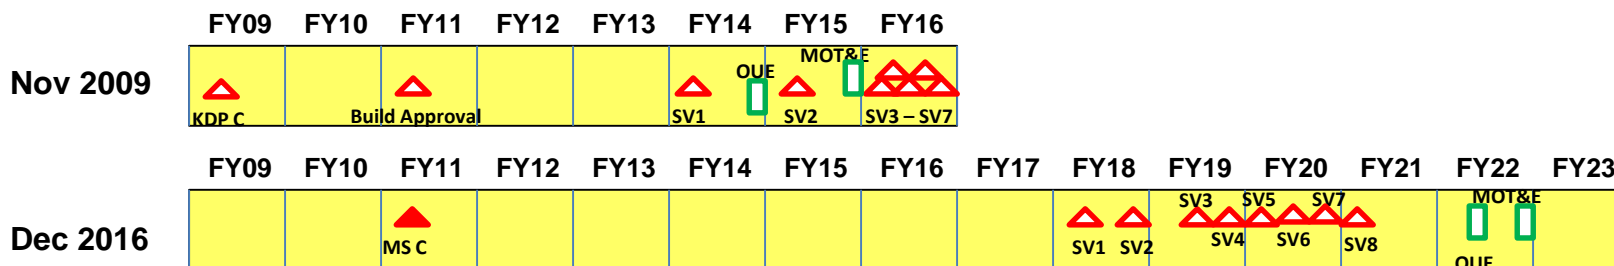 FY09 FY10 FY11 FY12 FY13 FY14 FY15 FY16
Nov 2009
OUE MOT&E
KDP C Build Approval SV1 SV2 SV3 – SV7
FY09 FY10 FY11 FY12 FY13 FY14 FY15 FY16 FY17 FY18 FY19 FY20 FY21 FY22 FY23
Dec 2016
SV3 SV5 SV7 MOT&E
MS C SV1 SV2 SV4 SV6 SV8
OUE